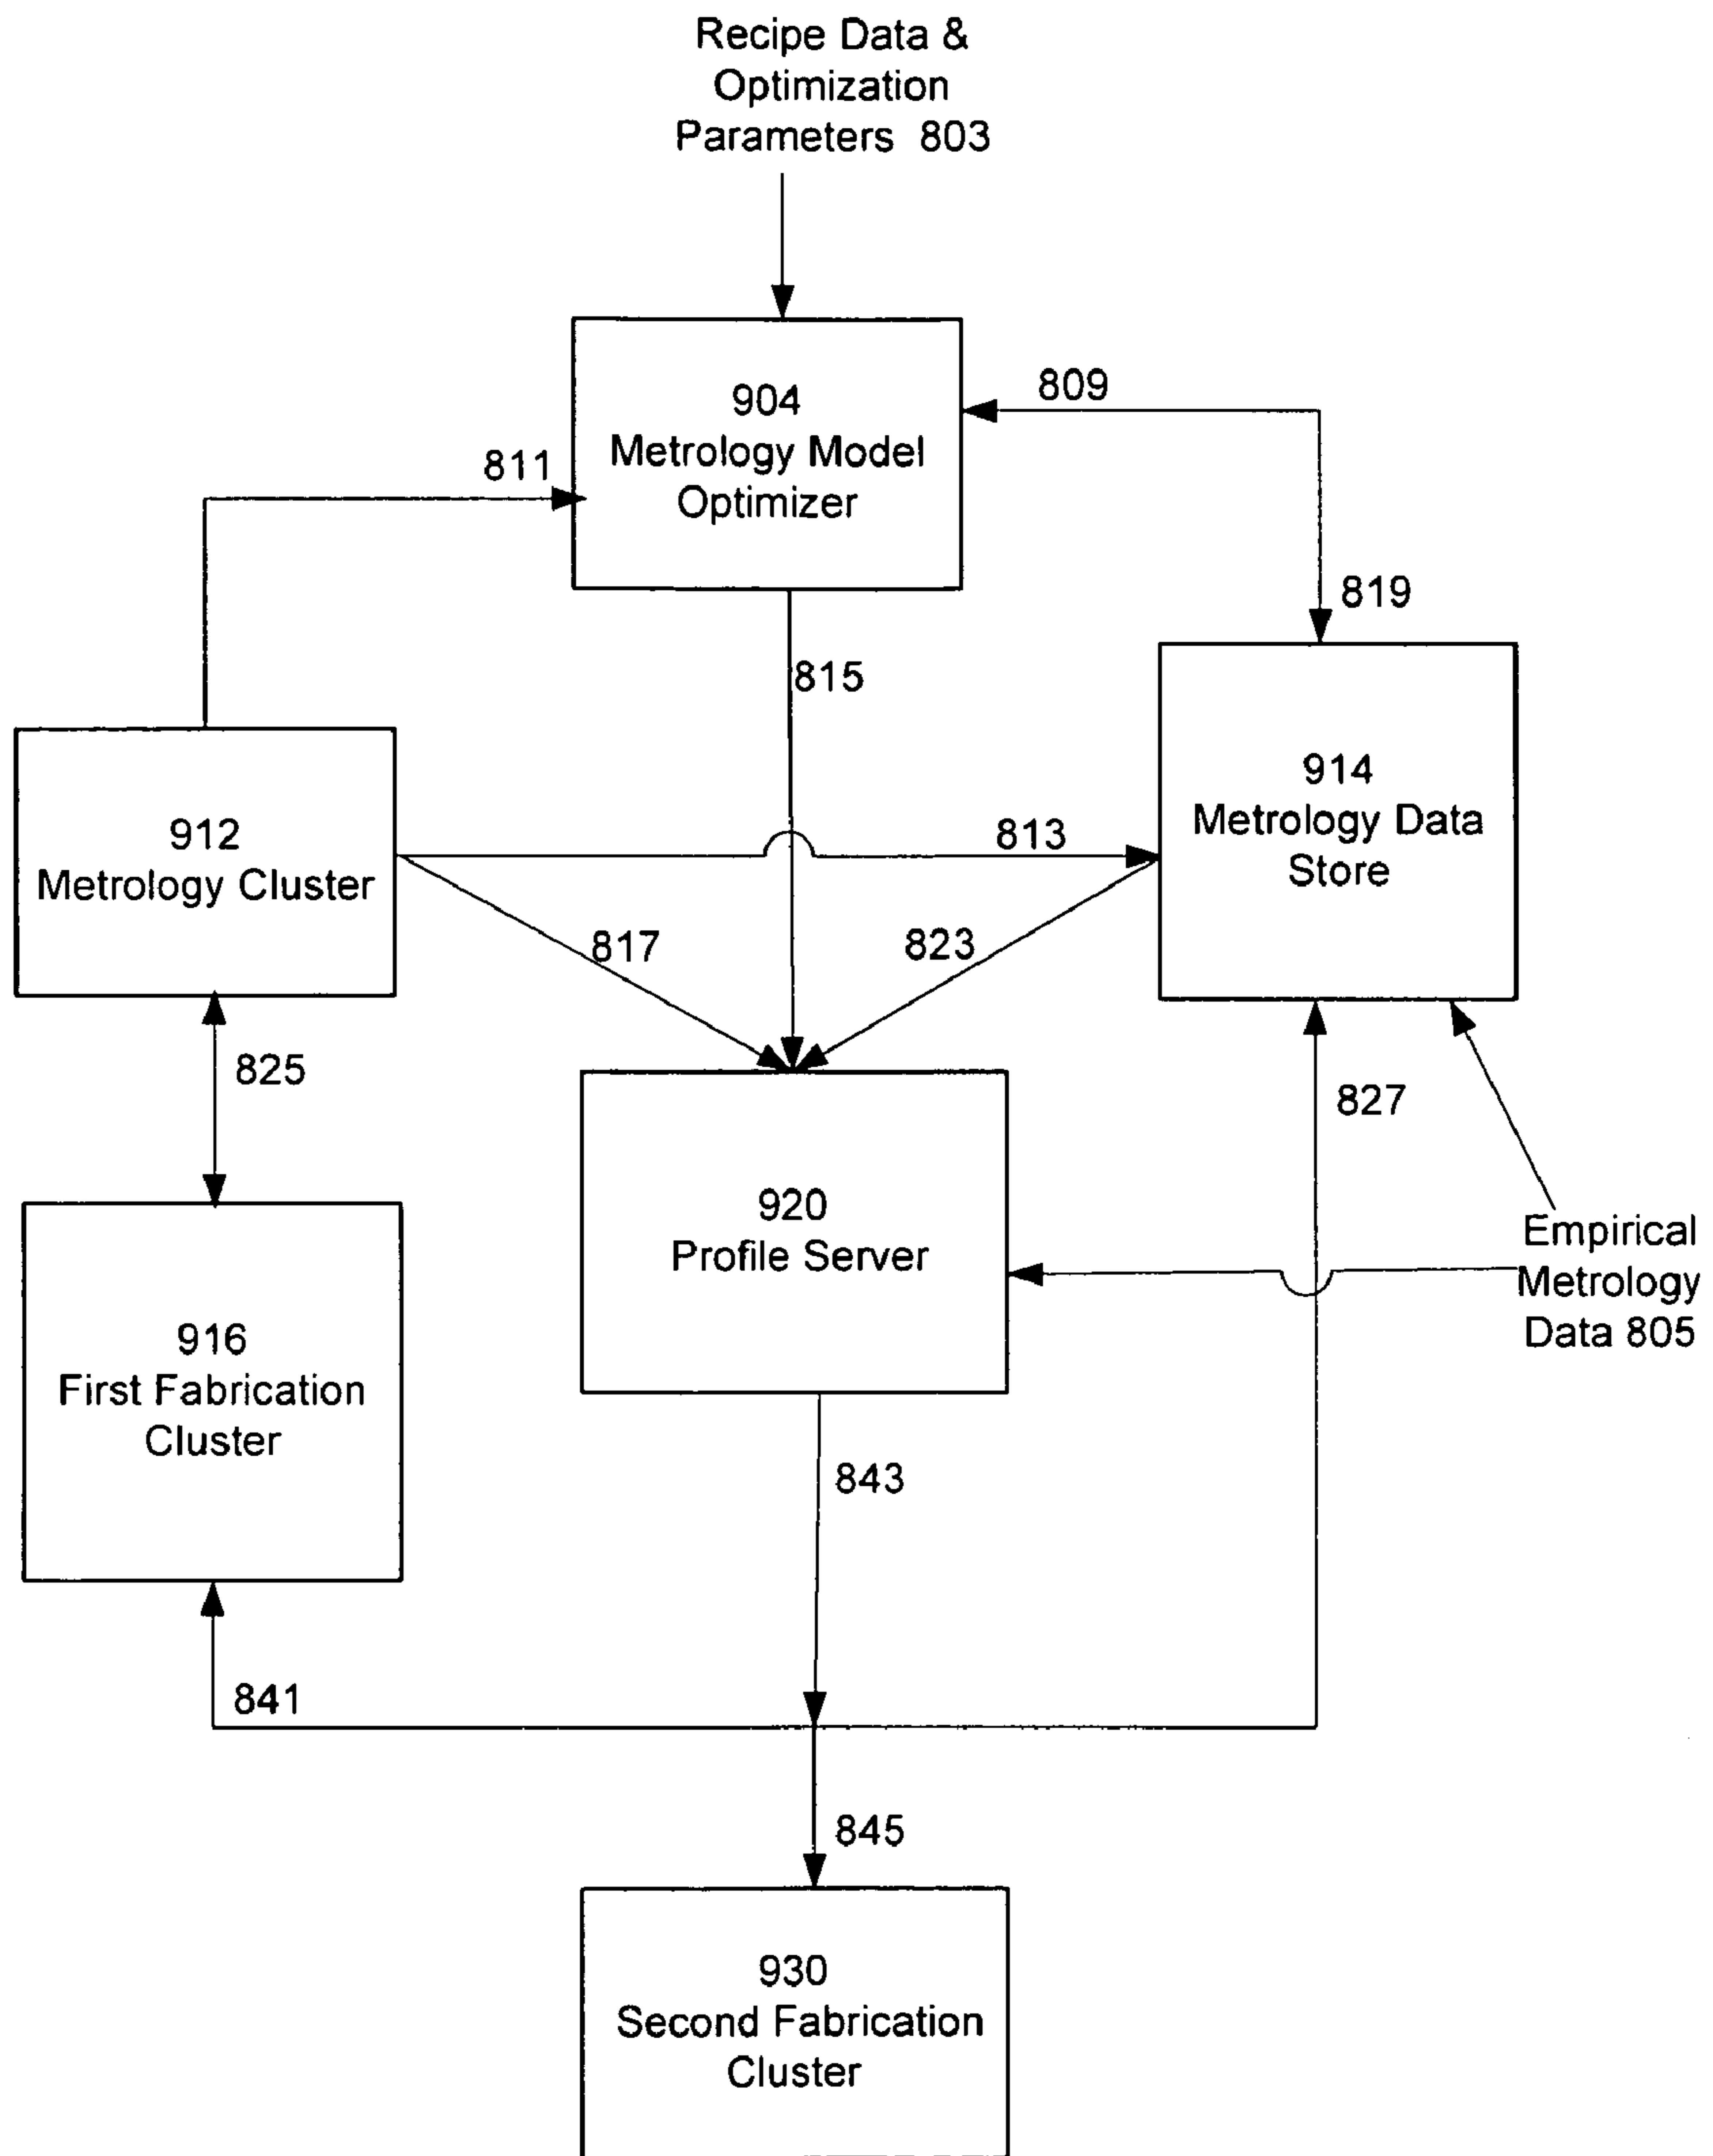 Recipe Data &
Optimization
Parameters 803
809
904
Metrology Model
Optimizer
811
819
815
914
Metrology Data
Store
912
Metrology Cluster
813
817
823
825
827
920
Profile Server
Empirical
Metrology
Data 805
916
First Fabrication
Cluster
843
841
845
930
Second Fabrication
Cluster